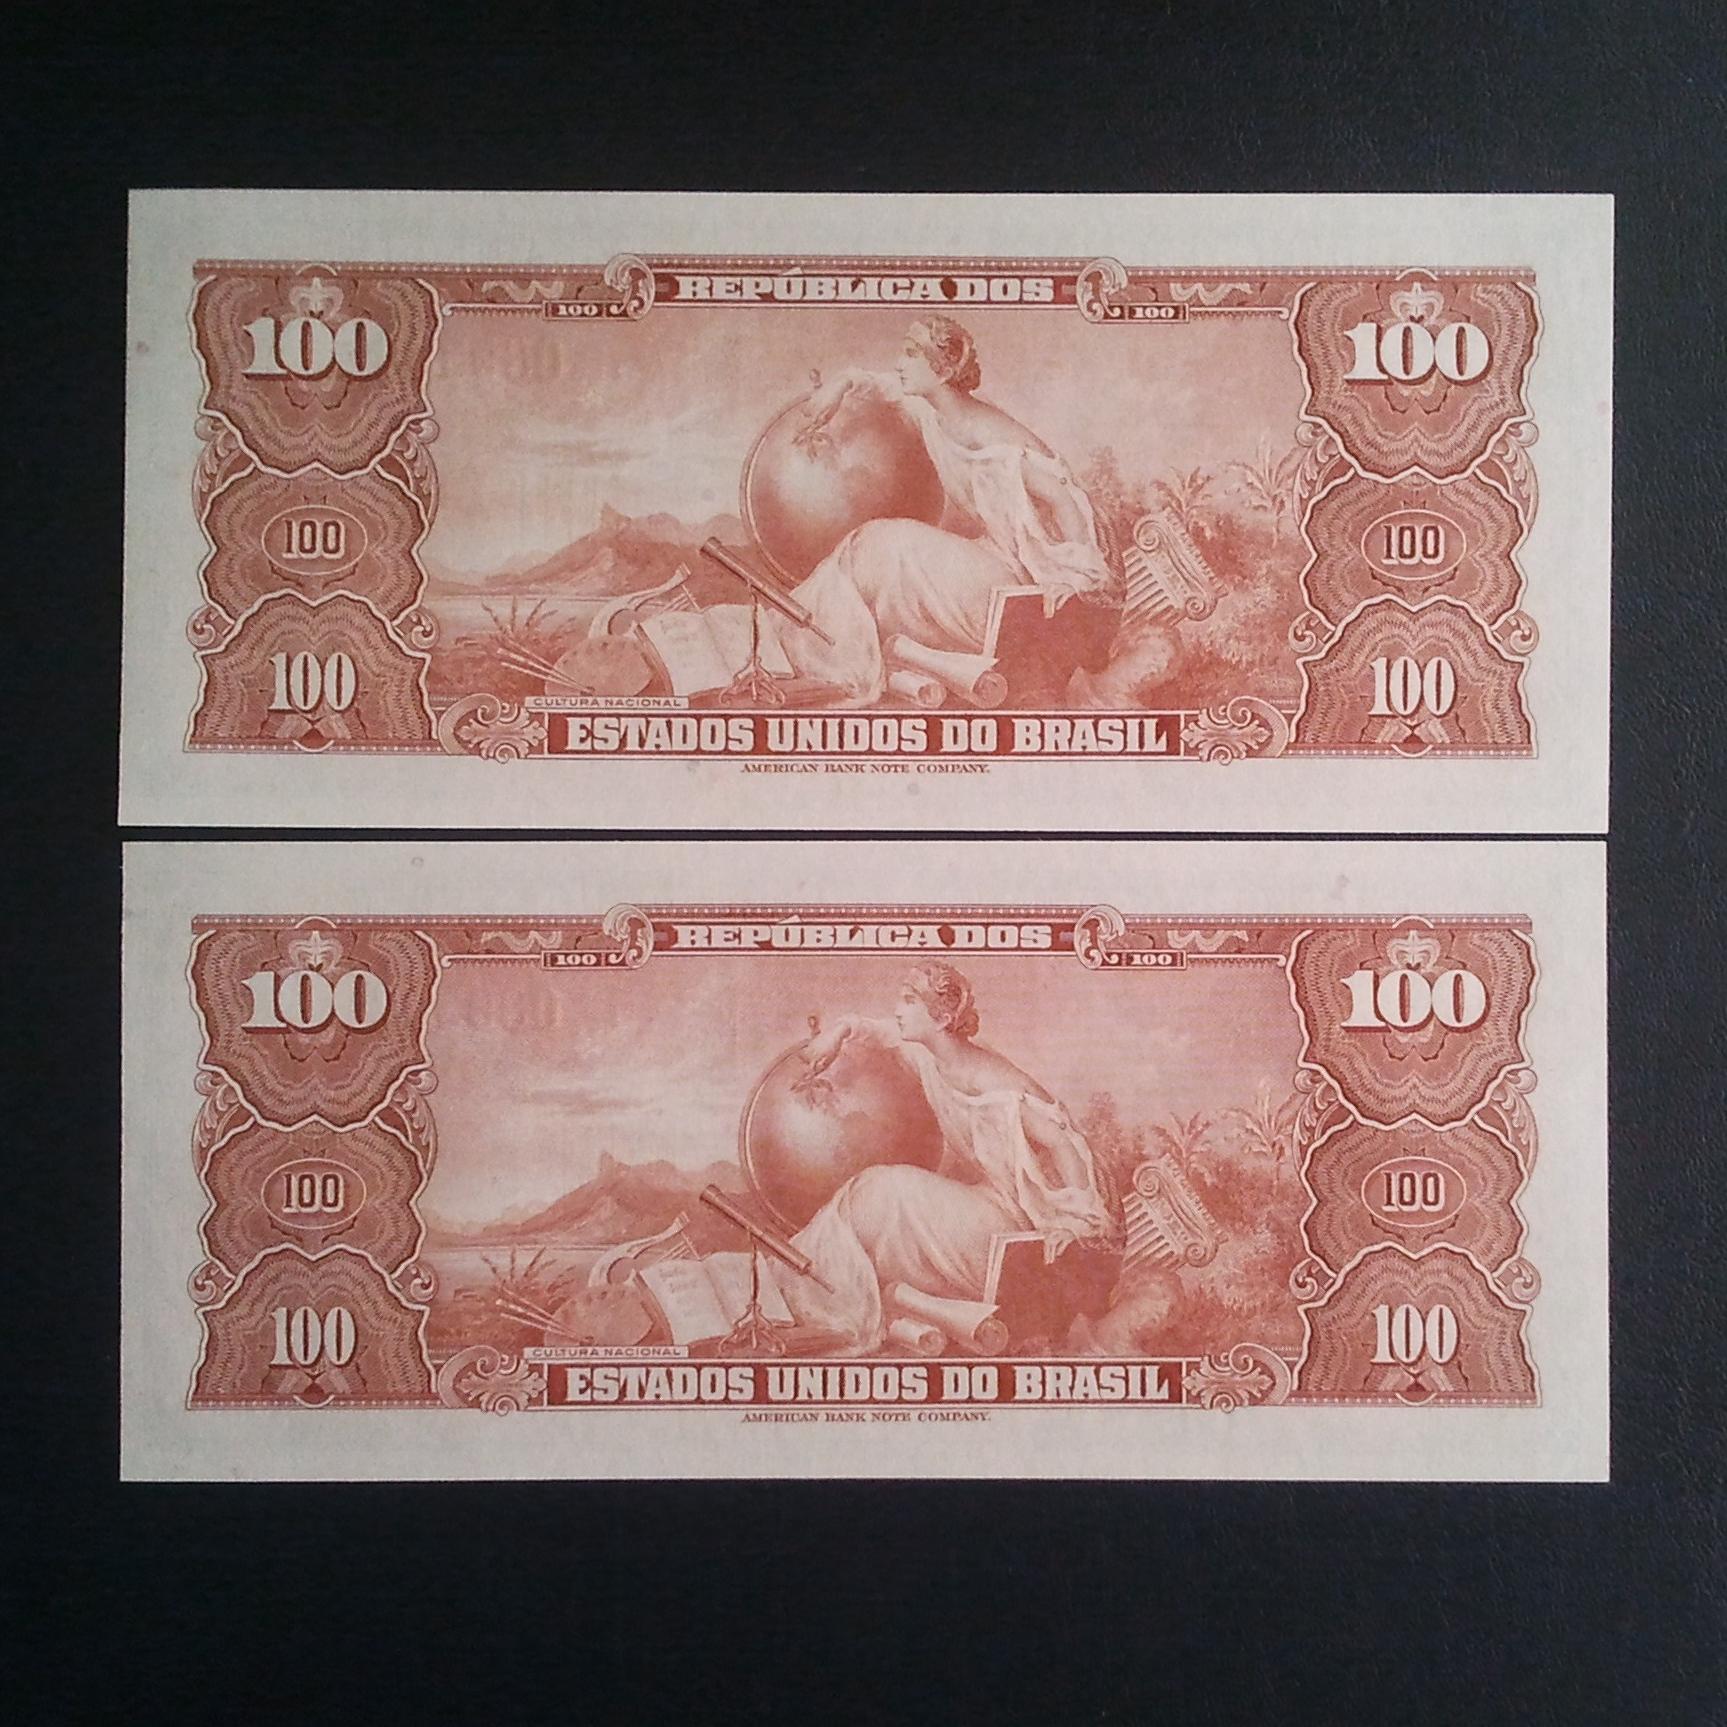 REPÚBLICA DOS
100 100
100 100
100 100
100 100
CULTURA NACIONAL
ESTADOS UNIDOS DO BRASIL
AMERICAN BANK NOTE COMPANY.
REPÚBLICA DOS
100 100
100 100
100 100
100 100
CULTURA NACIONAL
ESTADOS UNIDOS DO BRASIL
AMERICAN BANK NOTE COMPANY.